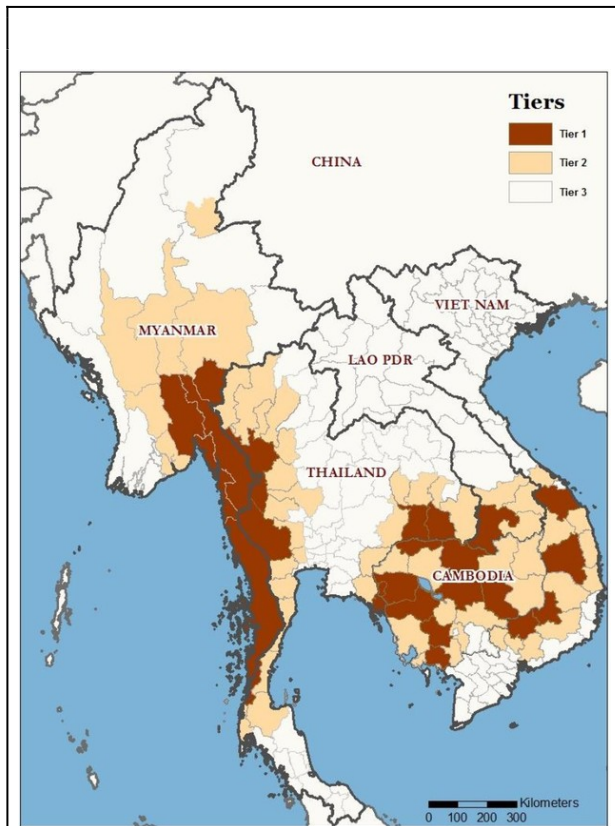 Tiers
Tier 1
Tier 2
Tier 3
CHINA
VIET NAM
MYANMAR
LAO PDR
THAILAND
CAMBODIA
Kilometers
0 100 200 300